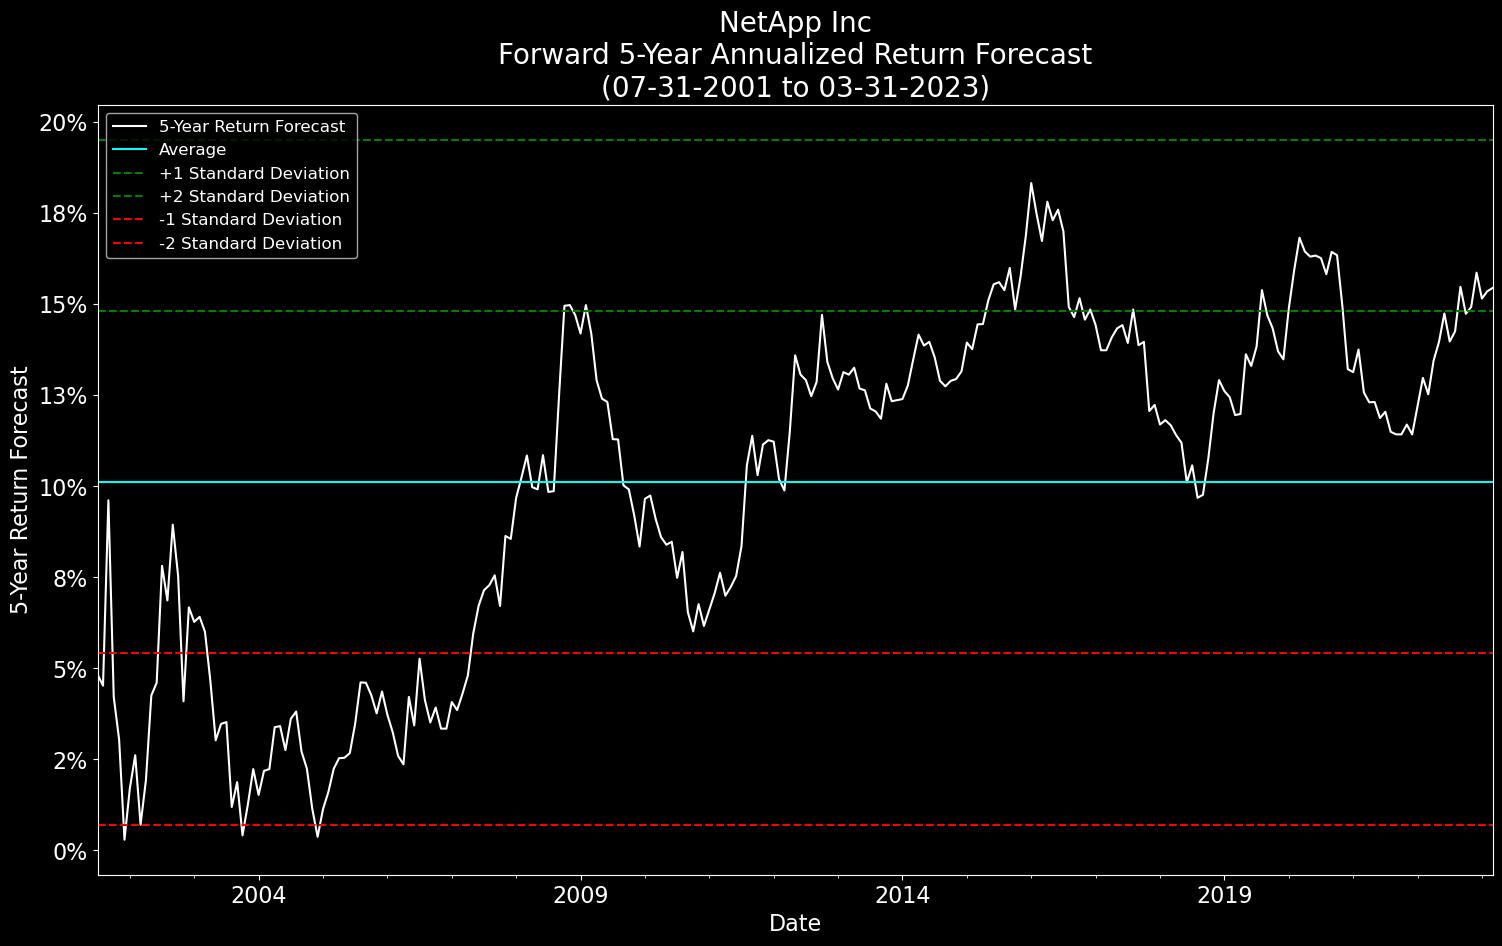 NetApp Inc
Forward 5-Year Annualized Return Forecast
(07-31-2001 to 03-31-2023)
5-Year Return Forecast
Average
+1 Standard Deviation
+2 Standard Deviation
-1 Standard Deviation
-2 Standard Deviation
20%
18%
15%
13%
10%
8%
5%
2%
0%
5-Year Return Forecast
2004
2009
2014
2019
Date